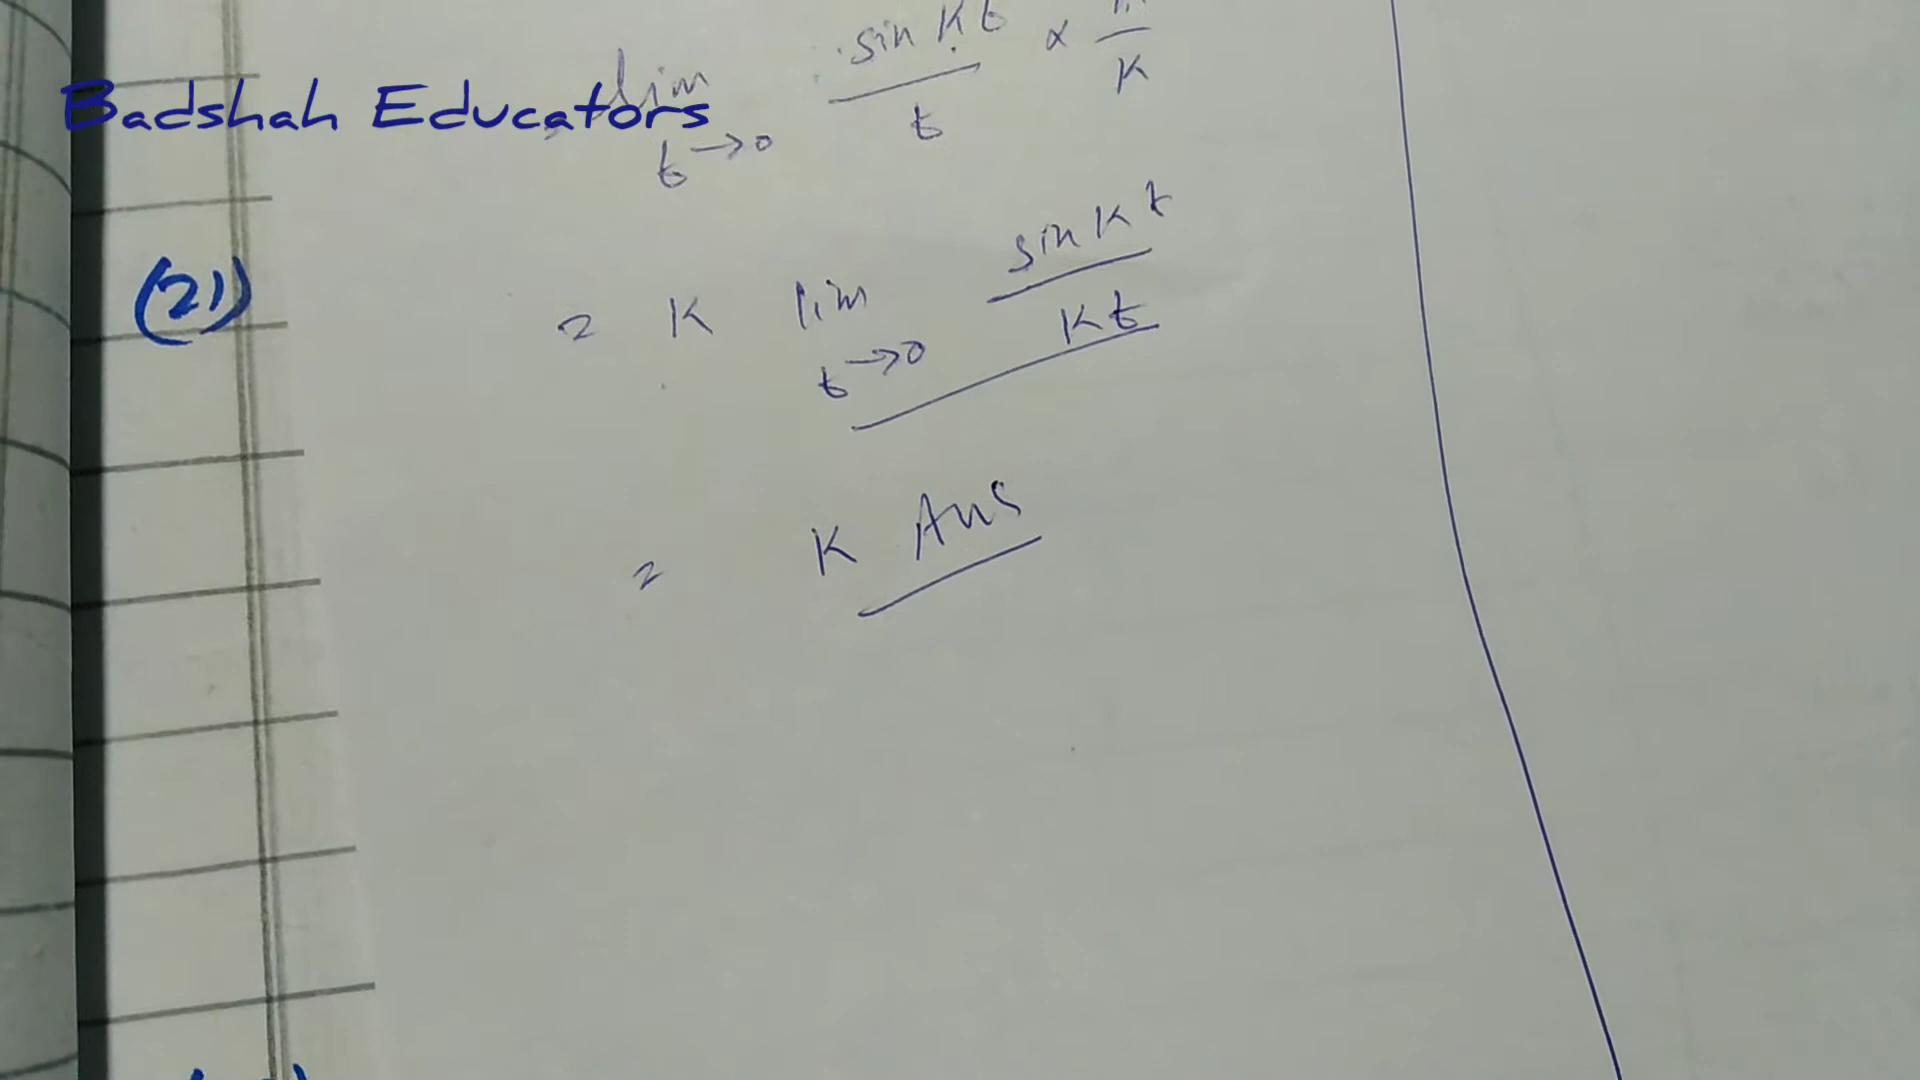 sin Kt × K/K
lim
Badshah Educators
t→0 t
(21) = K lim t→0 sin Kt / Kt
= K Ans